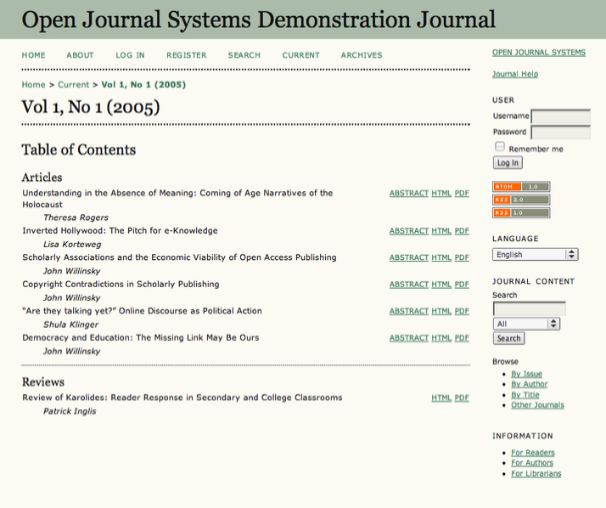 Open Journal Systems Demonstration Journal
HOME ABOUT LOG IN REGISTER SEARCH CURRENT ARCHIVES
Home > Current > Vol 1, No 1 (2005)
Vol 1, No 1 (2005)
Table of Contents
Articles
Understanding in the Absence of Meaning: Coming of Age Narratives of the ABSTRACT HTML PDF
Holocaust
Theresa Rogers
Inverted Hollywood: The Pitch for e-Knowledge ABSTRACT HTML PDF
Lisa Korteweg
Scholarly Associations and the Economic Viability of Open Access Publishing ABSTRACT HTML PDF
John Willinsky
Copyright Contradictions in Scholarly Publishing ABSTRACT HTML PDF
John Willinsky
"Are they talking yet?" Online Discourse as Political Action ABSTRACT HTML PDF
Shula Klinger
Democracy and Education: The Missing Link May Be Ours ABSTRACT HTML PDF
John Willinsky
Reviews
Review of Karolides: Reader Response in Secondary and College Classrooms HTML PDF
Patrick Inglis
OPEN JOURNAL SYSTEMS
Journal Help
USER
Username
Password
Remember me
Log In
ATOM 1.0
RSS 2.0
RSS 1.0
LANGUAGE
English
JOURNAL CONTENT
Search
All
Search
Browse
By Issue
By Author
By Title
Other Journals
INFORMATION
For Readers
For Authors
For Librarians